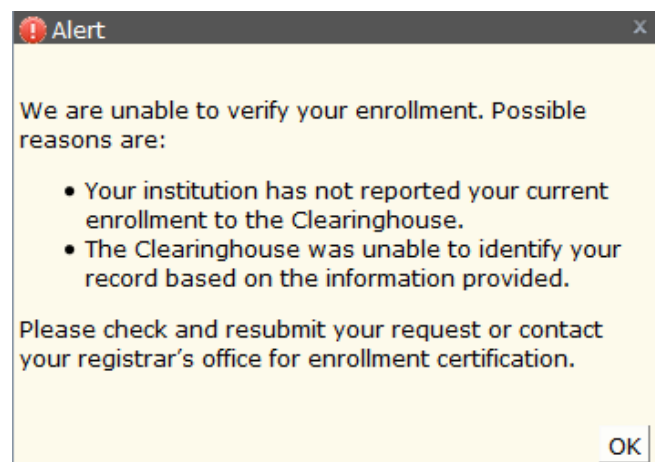 Alert
x
We are unable to verify your enrollment. Possible
reasons are:
• Your institution has not reported your current
enrollment to the Clearinghouse.
• The Clearinghouse was unable to identify your
record based on the information provided.
Please check and resubmit your request or contact
your registrar's office for enrollment certification.
OK